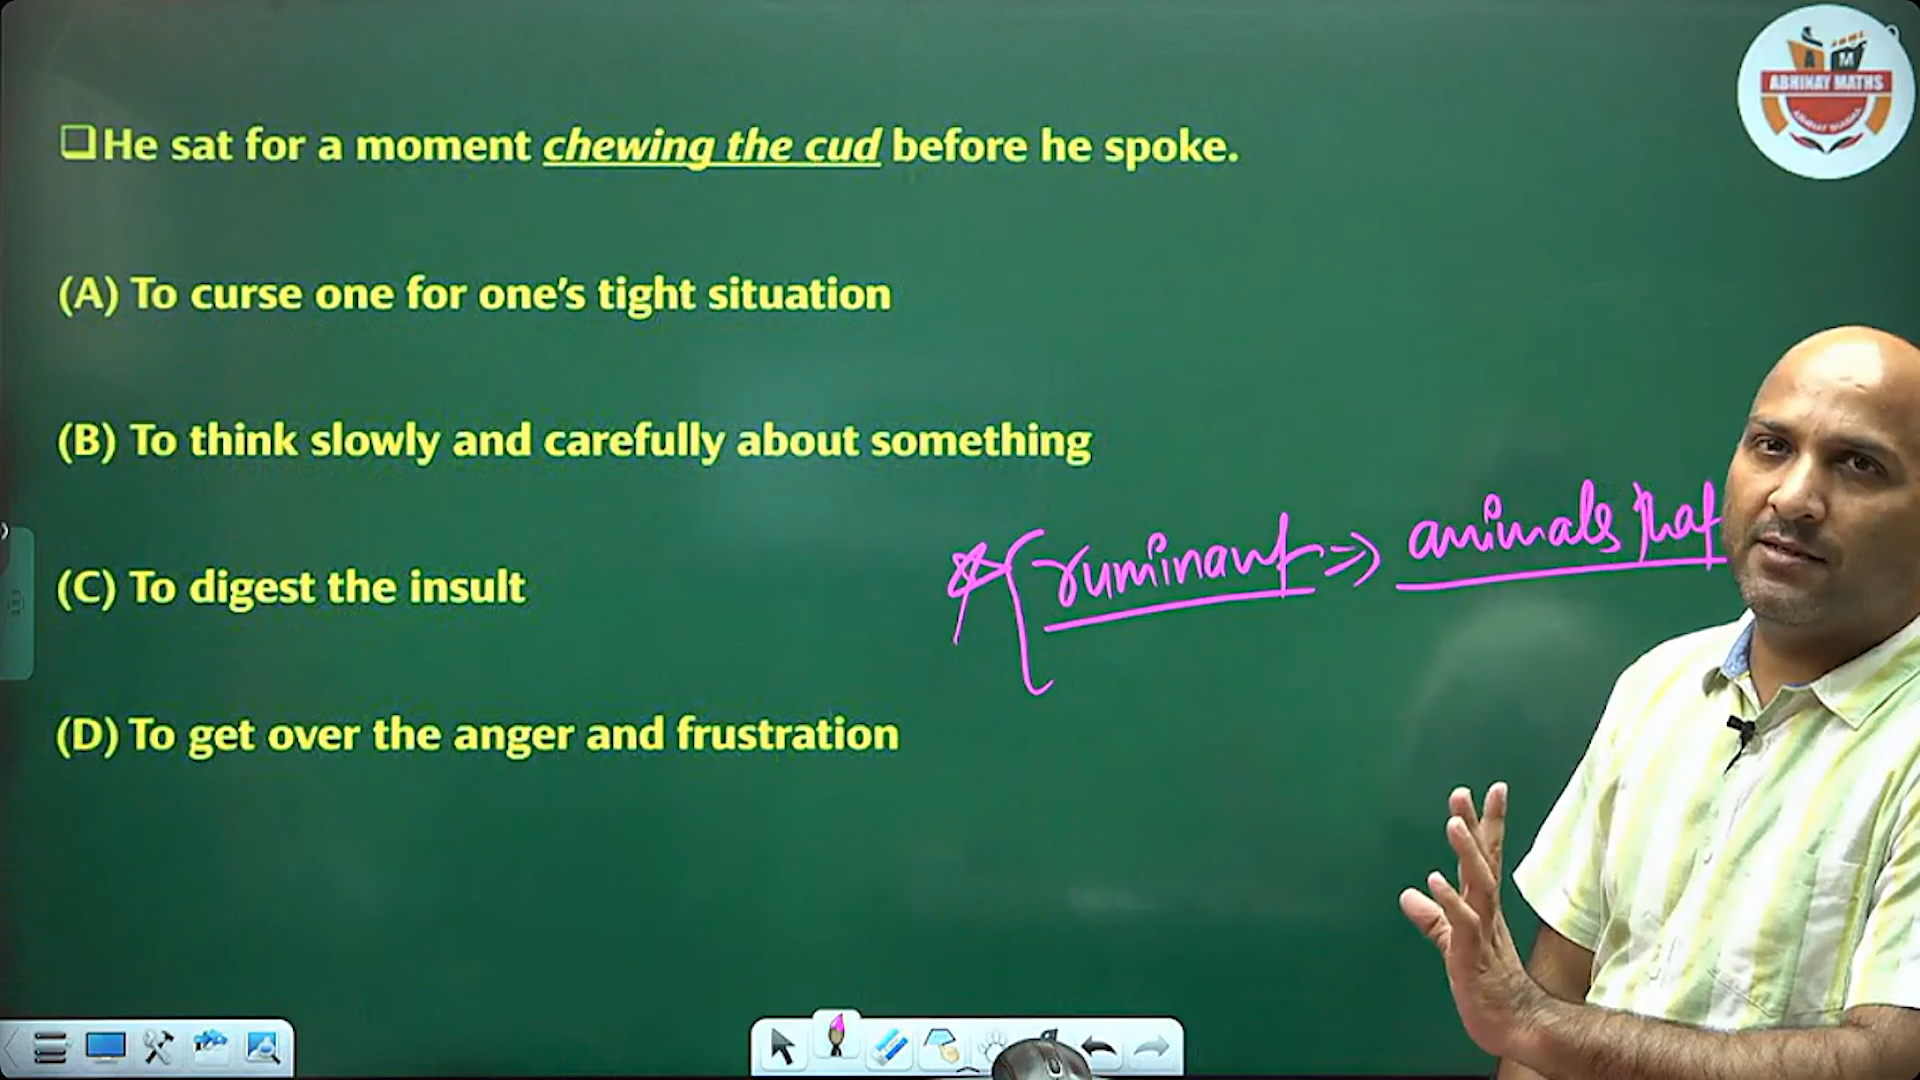 He sat for a moment chewing the cud before he spoke.
(A) To curse one for one's tight situation
(B) To think slowly and carefully about something
(C) To digest the insult
(D) To get over the anger and frustration
ruminant => animals that
A M
ABHINAY MATHS
ABHINAY SHARMA